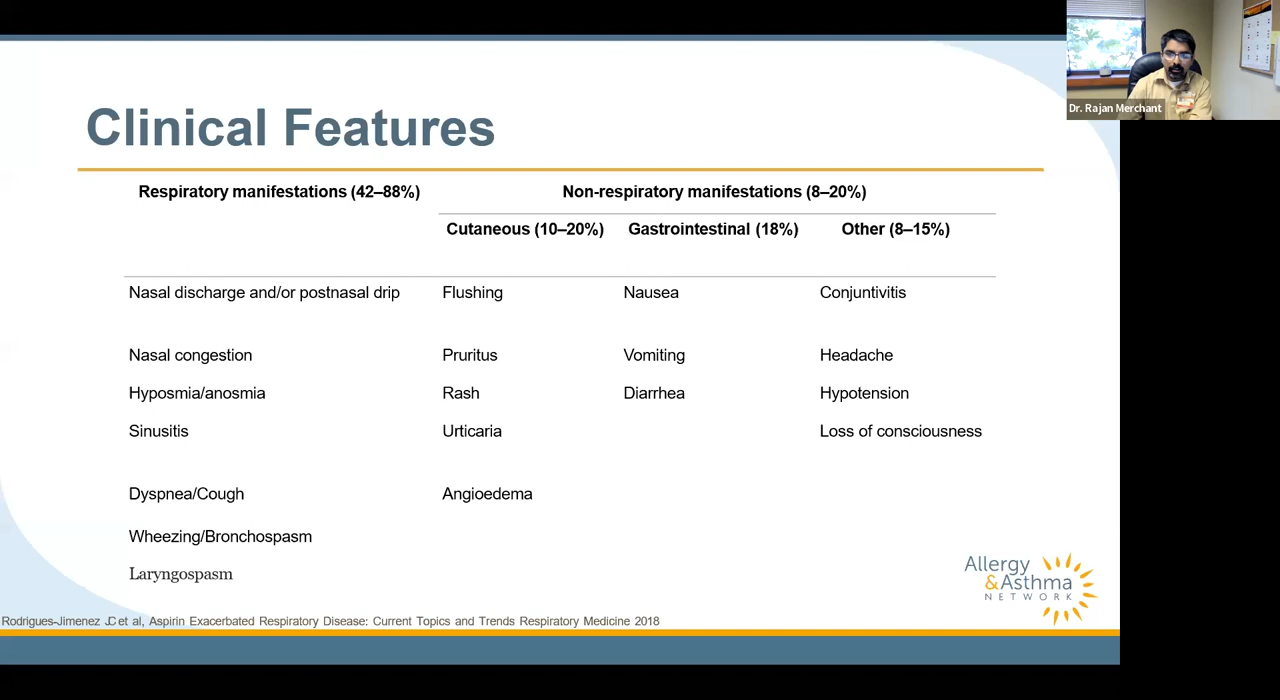 Dr. Rajan Merchant
Clinical Features
Respiratory manifestations (42–88%) Non-respiratory manifestations (8–20%)
Cutaneous (10–20%) Gastrointestinal (18%) Other (8–15%)
Nasal discharge and/or postnasal drip Flushing Nausea Conjuntivitis
Nasal congestion Pruritus Vomiting Headache
Hyposmia/anosmia Rash Diarrhea Hypotension
Sinusitis Urticaria Loss of consciousness
Dyspnea/Cough Angioedema
Wheezing/Bronchospasm
Laryngospasm
Allergy
&Asthma
NETWORK
Rodrigues-Jimenez JC et al, Aspirin Exacerbated Respiratory Disease: Current Topics and Trends Respiratory Medicine 2018